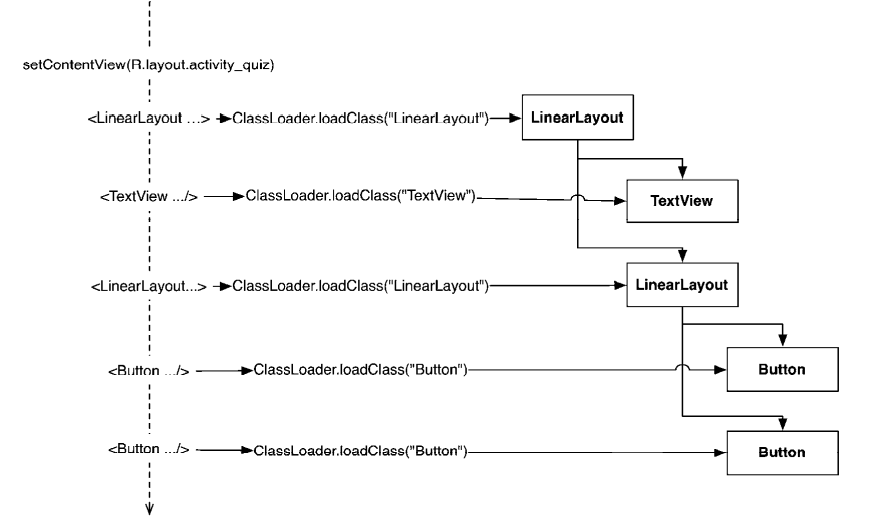 setContentView(R.layout.activity_quiz)
<LinearLayout ...> ClassLoader.loadClass("LinearLayout") LinearLayout
<TextView .../> ClassLoader.loadClass("TextView") TextView
<LinearLayout...> ClassLoader.loadClass("LinearLayout") LinearLayout
<Button .../> ClassLoader.loadClass("Button") Button
<Button .../> ClassLoader.loadClass("Button") Button